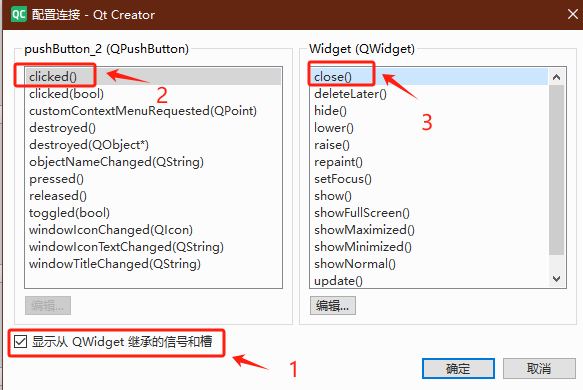 QC 配置连接 - Qt Creator
pushButton_2 (QPushButton)
clicked()
clicked(bool)
customContextMenuRequested(QPoint)
destroyed()
destroyed(QObject*)
objectNameChanged(QString)
pressed()
released()
toggled(bool)
windowIconChanged(QIcon)
windowIconTextChanged(QString)
windowTitleChanged(QString)
2
编辑...
Widget (QWidget)
close()
deleteLater()
hide()
lower()
raise()
repaint()
setFocus()
show()
showFullScreen()
showMaximized()
showMinimized()
showNormal()
update()
3
编辑...
显示从 QWidget 继承的信号和槽
1
确定
取消